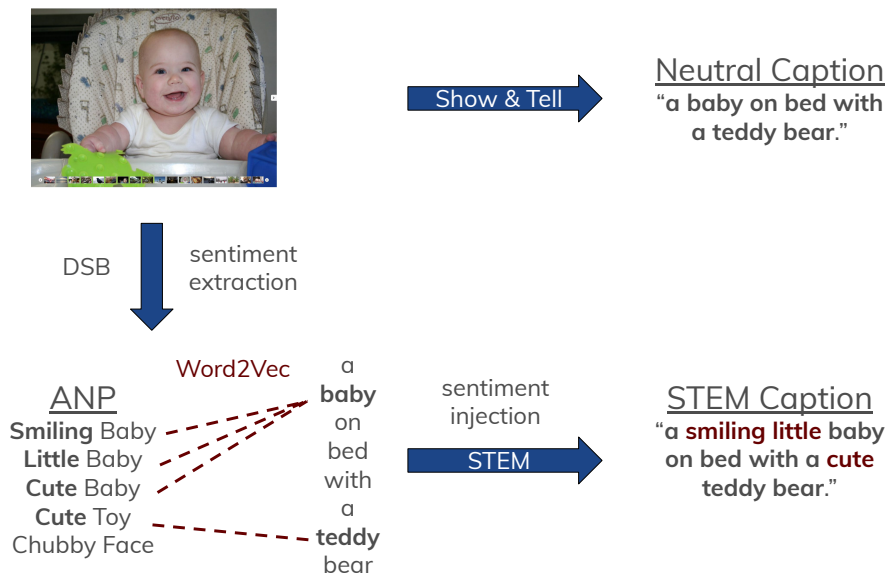 Show & Tell
Neutral Caption
“a baby on bed with
a teddy bear.”
DSB
sentiment
extraction
Word2Vec
ANP
Smiling Baby
Little Baby
Cute Baby
Cute Toy
Chubby Face
a
baby
on
bed
with
a
teddy
bear
sentiment
injection
STEM
STEM Caption
“a smiling little baby
on bed with a cute
teddy bear.”